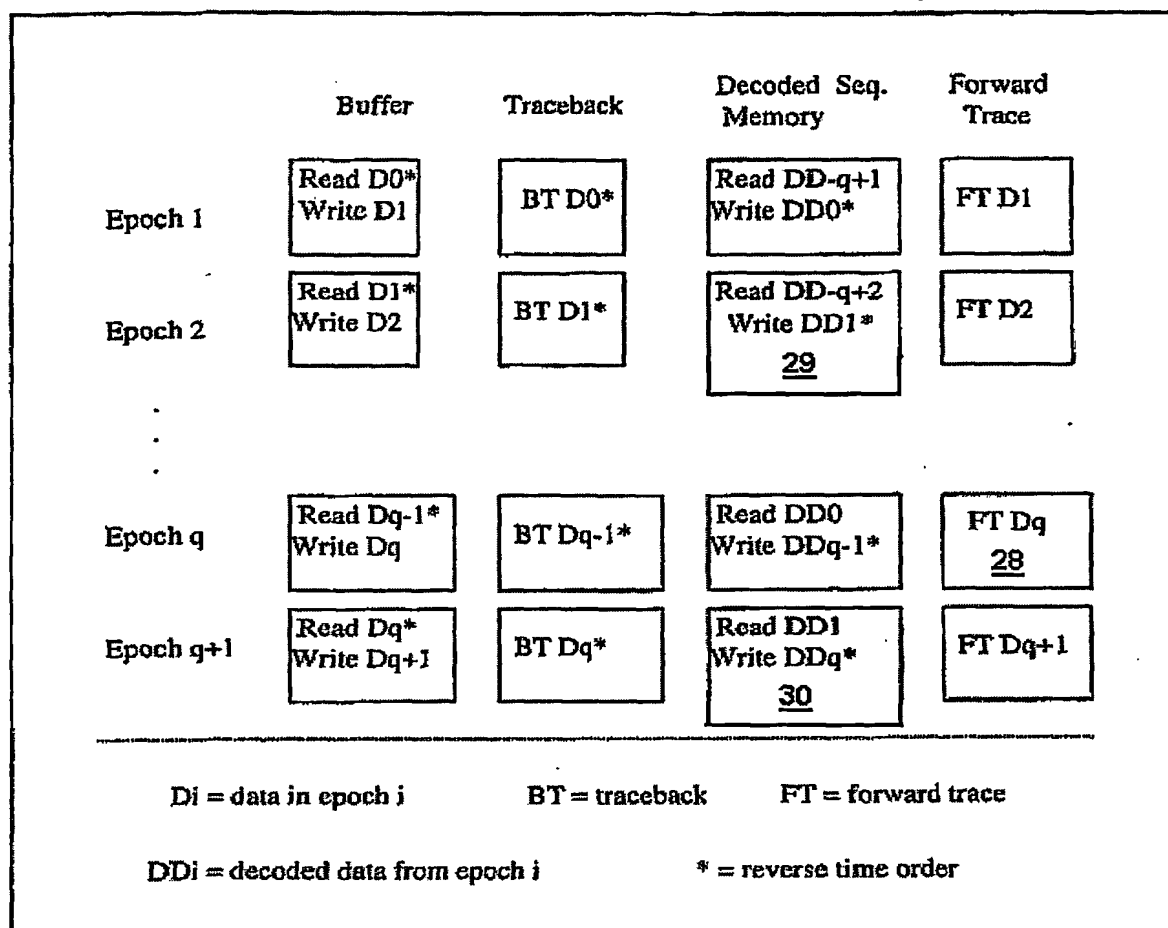 Buffer Traceback Decoded Seq. Memory Forward Trace
Epoch 1
Read D0*
Write D1
BT D0*
Read DD-q+1
Write DD0*
FT D1
Epoch 2
Read D1*
Write D2
BT D1*
Read DD-q+2
Write DD1*
29
FT D2
Epoch q
Read Dq-1*
Write Dq
BT Dq-1*
Read DD0
Write DDq-1*
FT Dq
28
Epoch q+1
Read Dq*
Write Dq+1
BT Dq*
Read DD1
Write DDq*
30
FT Dq+1
Di = data in epoch i BT = traceback FT = forward trace
DDi = decoded data from epoch i * = reverse time order